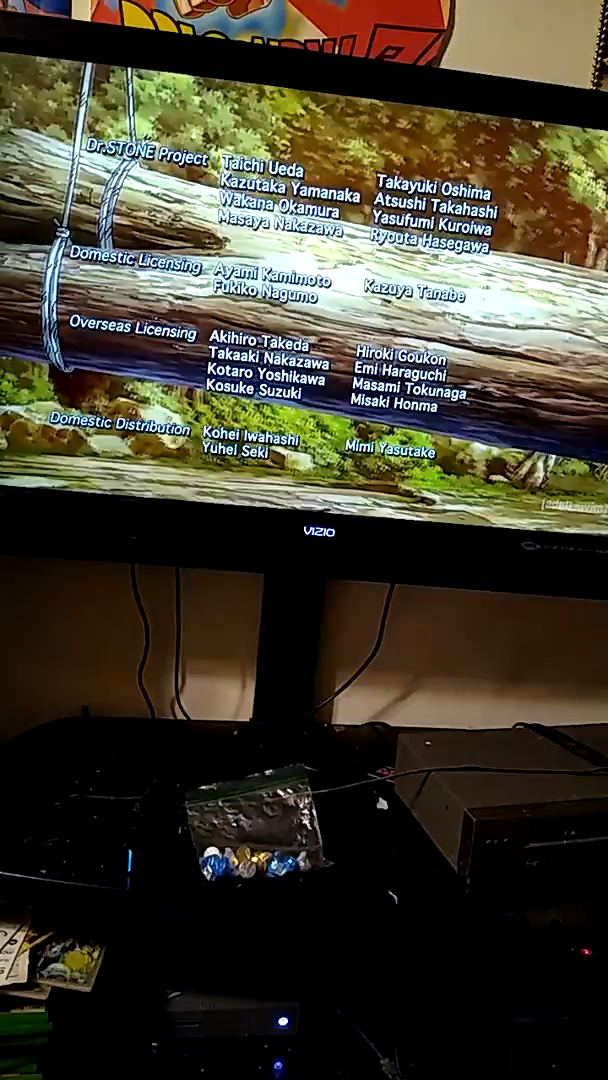 Dr.STONE Project
Taichi Ueda
Takayuki Oshima
Kazutaka Yamanaka
Atsushi Takahashi
Wakana Okamura
Yasufumi Kuroiwa
Masaya Nakazawa
Ryouta Hasegawa
Domestic Licensing
Ayami Kamimoto
Kazuya Tanabe
Fukiko Nagumo
Overseas Licensing
Akihiro Takeda
Hiroki Goukon
Takaaki Nakazawa
Emi Haraguchi
Kotaro Yoshikawa
Masami Tokunaga
Kosuke Suzuki
Misaki Honma
Domestic Distribution
Kohei Iwahashi
Mimi Yasutake
Yuhei Seki
[adult swim]
VIZIO